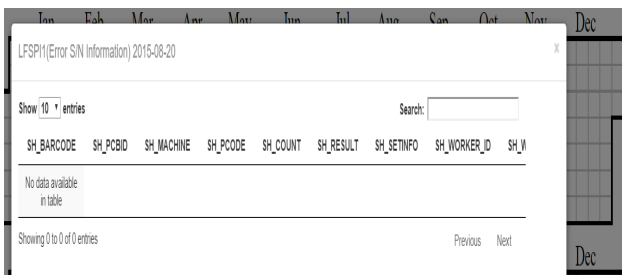 Jan Feb Mar Apr May Jun Jul Aug Sep Oct Nov Dec
LFSPI1(Error S/N Information) 2015-08-20 x
Show 10 entries Search:
SH_BARCODE SH_PCBID SH_MACHINE SH_PCODE SH_COUNT SH_RESULT SH_SETINFO SH_WORKER_ID
No data available
in table
Showing 0 to 0 of 0 entries Previous Next
Dec